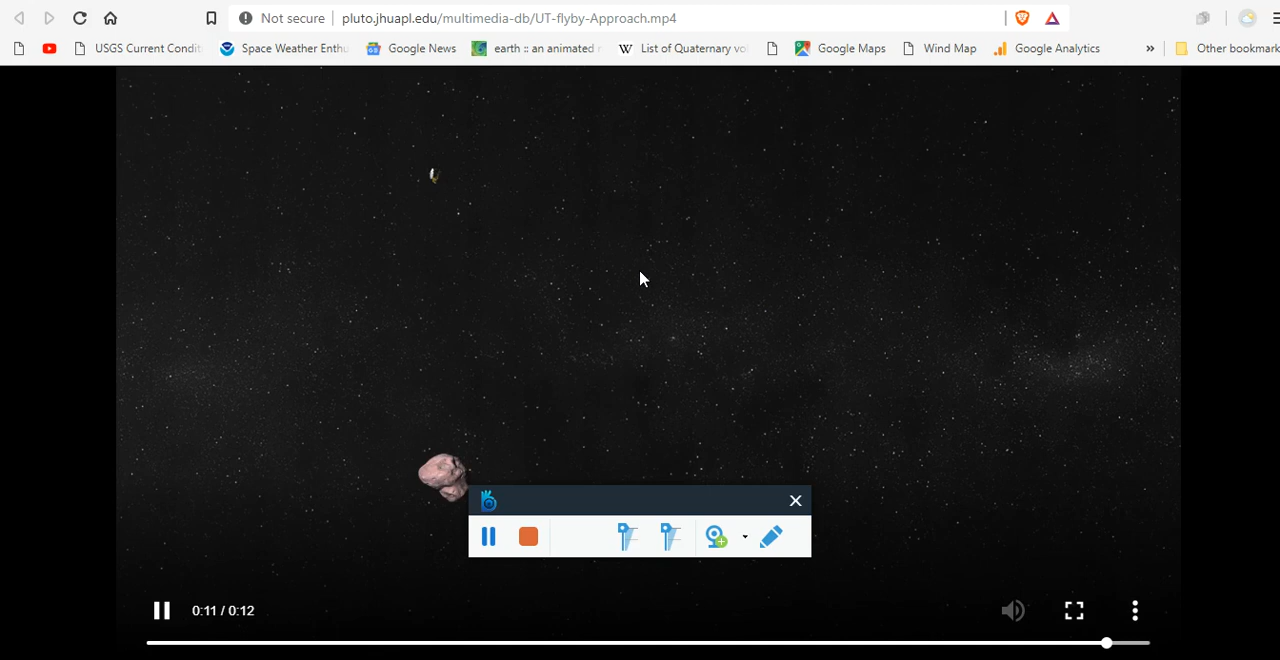 Not secure pluto.jhuapl.edu/multimedia-db/UT-flyby-Approach.mp4
USGS Current Condit Space Weather Enthu Google News earth :: an animated r List of Quaternary vol Google Maps Wind Map Google Analytics » Other bookmark
0:11 / 0:12